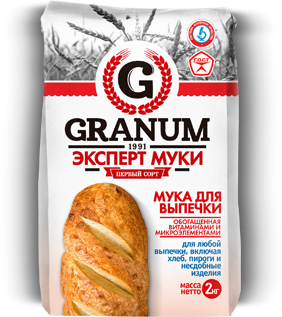 ГОСТ
G
GRANUM
1991
ЭКСПЕРТ МУКИ
ПЕРВЫЙ СОРТ
МУКА ДЛЯ
ВЫПЕЧКИ
ОБОГАЩЕННАЯ
ВИТАМИНАМИ И
МИКРОЭЛЕМЕНТАМИ
для любой
выпечки, включая
хлеб, пироги и
несдобные
изделия
масса
нетто 2кг